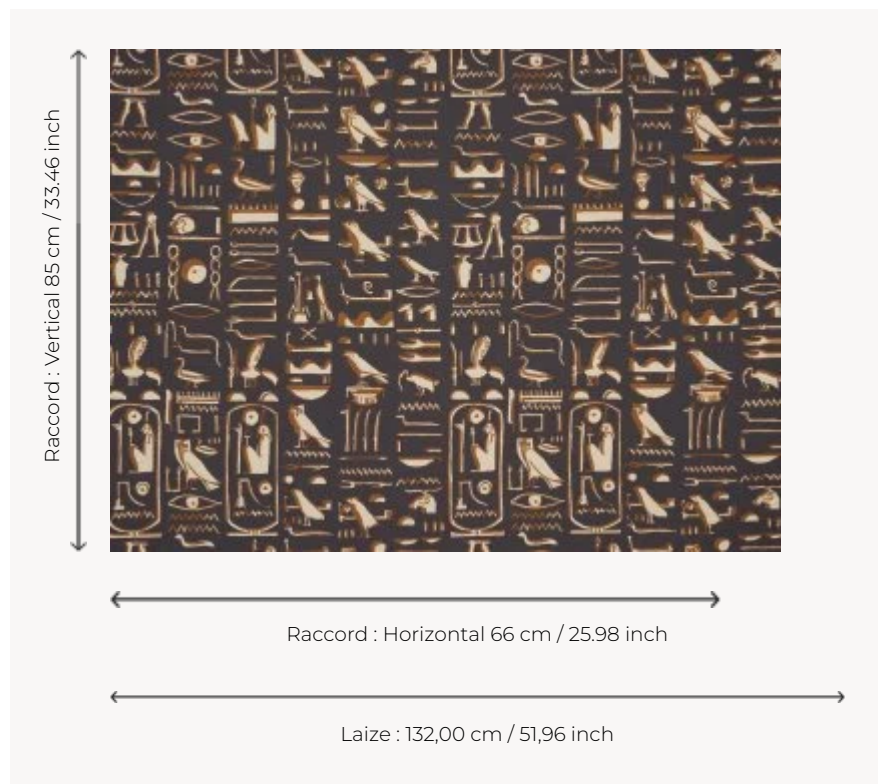 Raccord : Vertical 85 cm / 33.46 inch
Raccord : Horizontal 66 cm / 25.98 inch
Laize : 132,00 cm / 51,96 inch